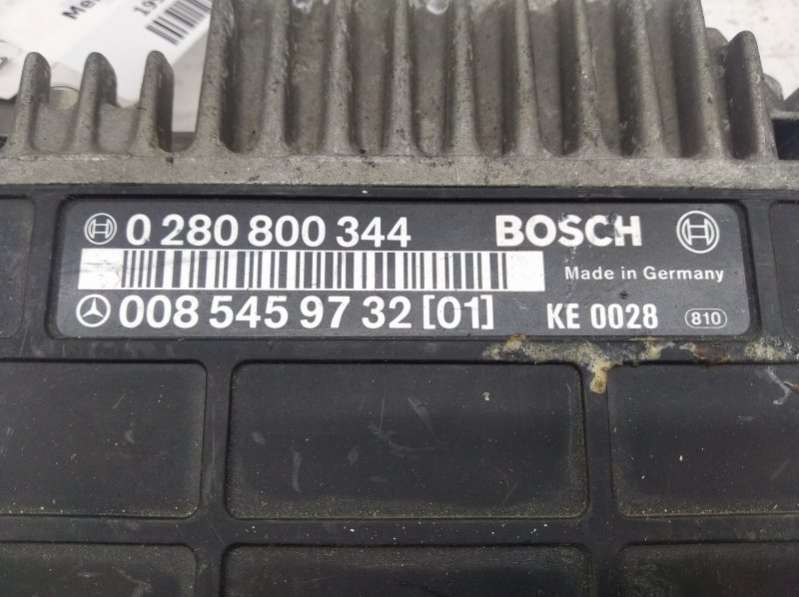 0 280 800 344 BOSCH
Made in Germany
008 545 97 32 [01] KE 0028 810